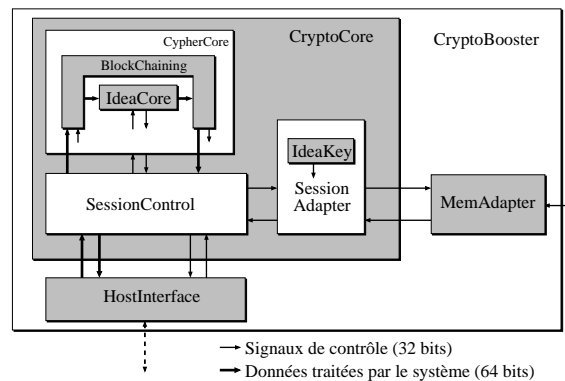 CypherCore
CryptoCore
CryptoBooster
BlockChaining
IdeaCore
IdeaKey
Session
Adapter
SessionControl
MemAdapter
HostInterface
Signaux de contrôle (32 bits)
Données traitées par le système (64 bits)